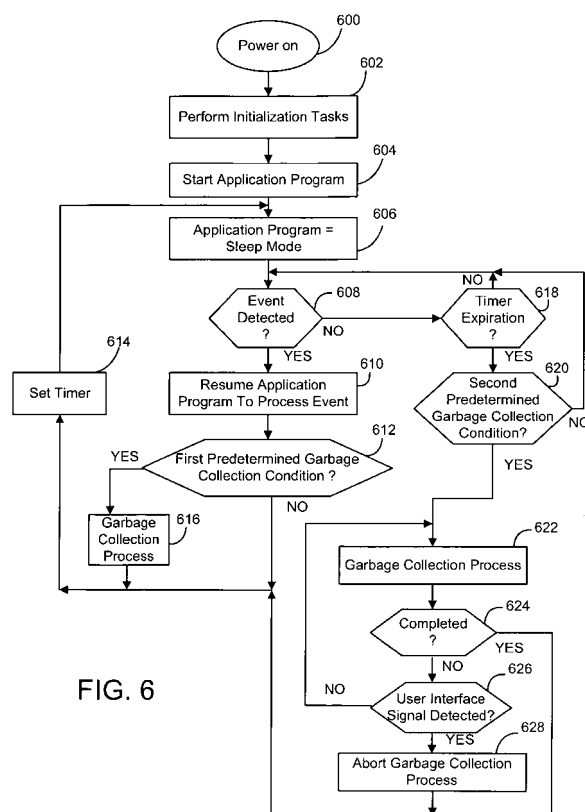 600
Power on
602
Perform Initialization Tasks
604
Start Application Program
606
Application Program =
Sleep Mode
NO
608
Event
Detected
?
NO
YES
618
Timer
Expiration
?
YES
614
Set Timer
610
Resume Application
Program To Process Event
620
Second
Predetermined
Garbage Collection
Condition?
NO
YES
612
First Predetermined Garbage
Collection Condition ?
YES
NO
616
Garbage
Collection
Process
622
Garbage Collection Process
624
Completed
?
YES
NO
626
User Interface
Signal Detected?
NO
YES
628
Abort Garbage Collection
Process
FIG. 6